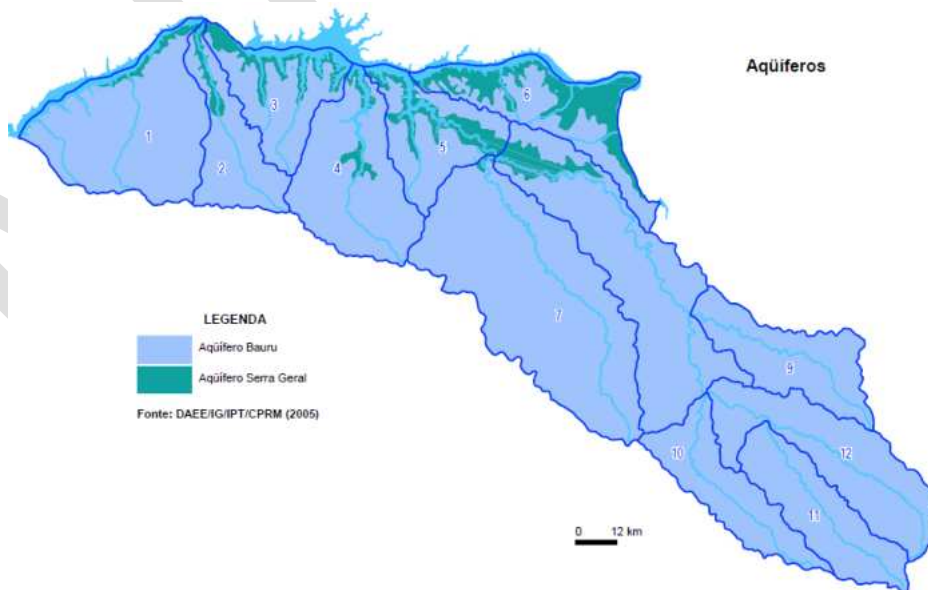 Aqüíferos
6
3
1
5
2
4
7
9
10
12
11
LEGENDA
Aqüífero Bauru
Aqüífero Serra Geral
Fonte: DAEE/IG/IPT/CPRM (2005)
0 12 km